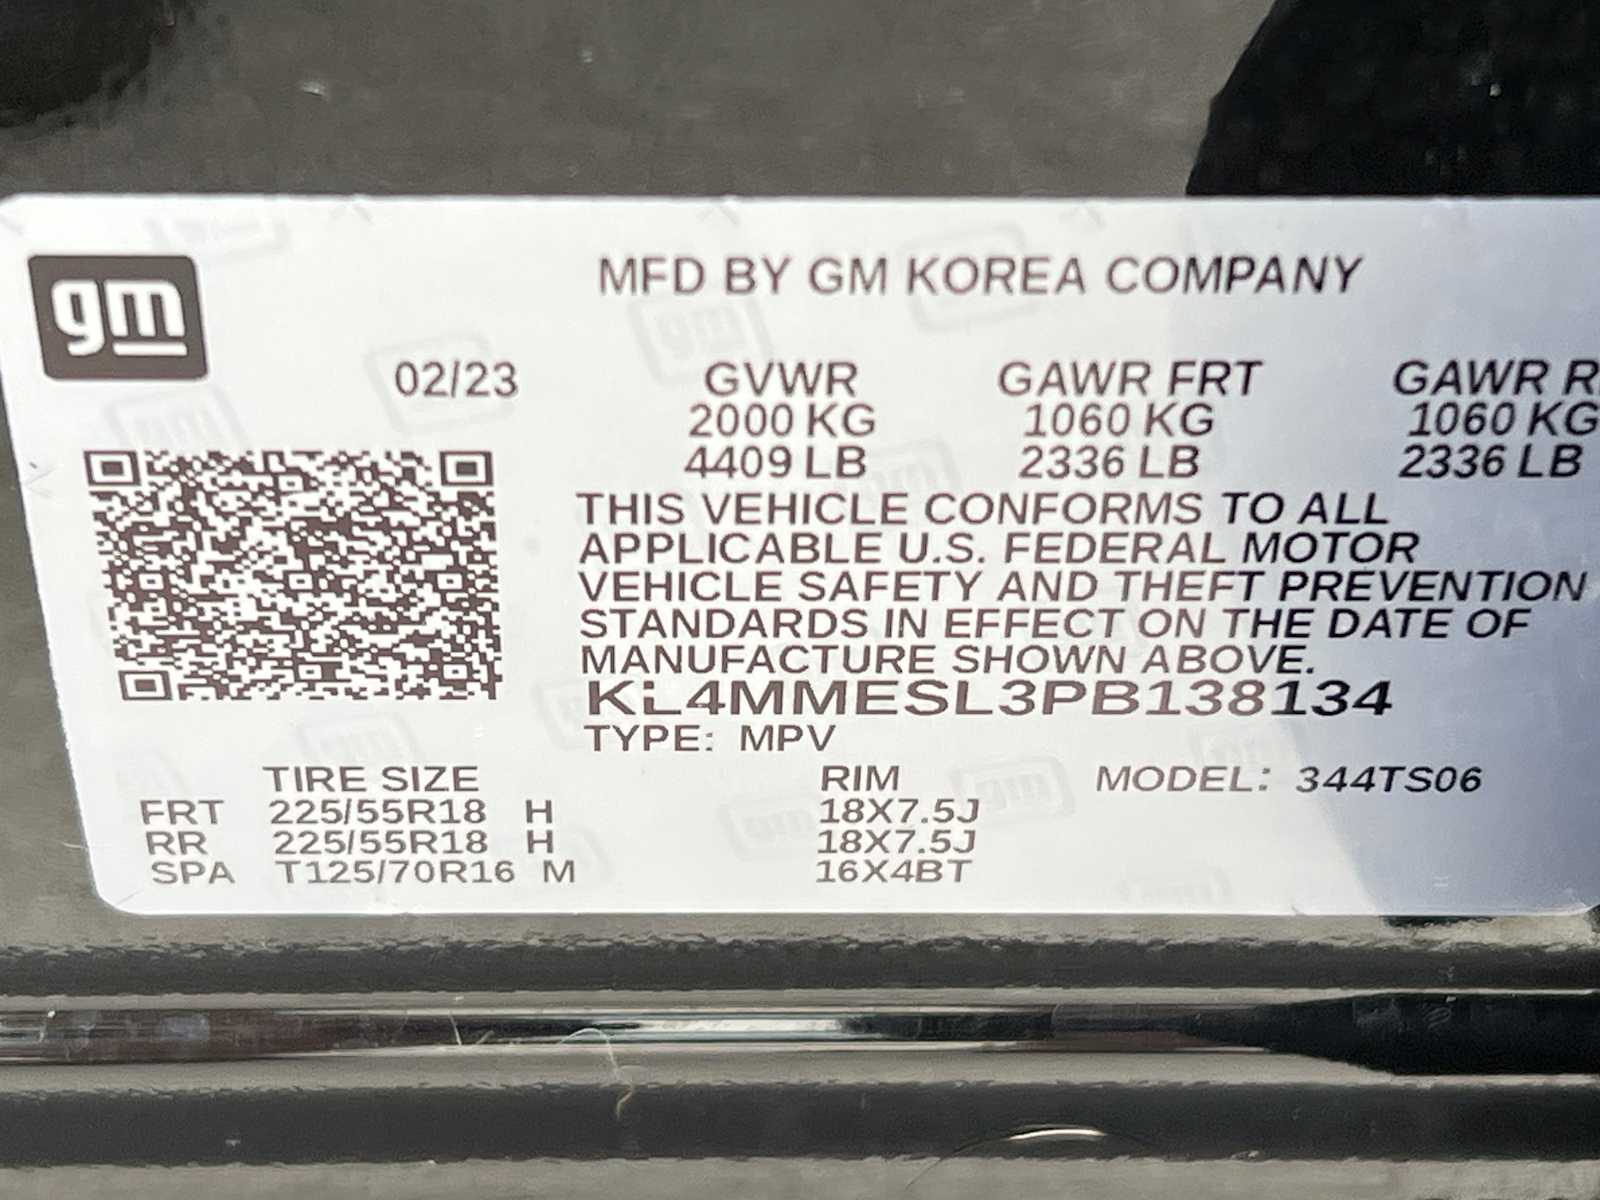 gm
MFD BY GM KOREA COMPANY
02/23 GVWR GAWR FRT GAWR
2000 KG 1060 KG 1060 KG
4409 LB 2336 LB 2336 LB
THIS VEHICLE CONFORMS TO ALL
APPLICABLE U.S. FEDERAL MOTOR
VEHICLE SAFETY AND THEFT PREVENTION
STANDARDS IN EFFECT ON THE DATE OF
MANUFACTURE SHOWN ABOVE.
KL4MMESL3PB138134
TYPE: MPV
TIRE SIZE RIM MODEL: 344TS06
FRT 225/55R18 H 18X7.5J
RR 225/55R18 H 18X7.5J
SPA T125/70R16 M 16X4BT